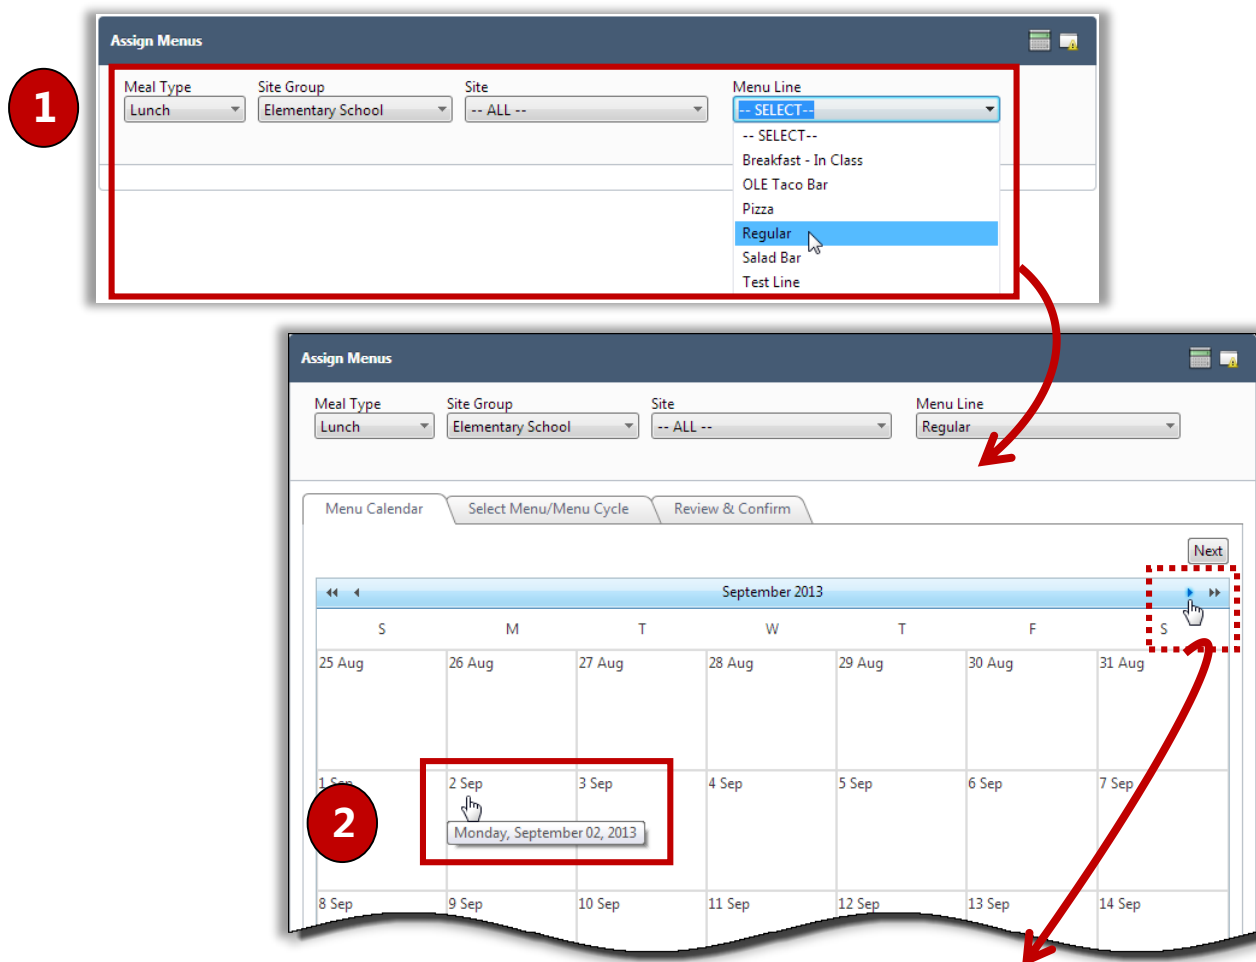 Assign Menus
1
Meal Type Site Group Site Menu Line
Lunch Elementary School -- ALL -- -- SELECT--
-- SELECT--
Breakfast - In Class
OLE Taco Bar
Pizza
Regular
Salad Bar
Test Line
Assign Menus
Meal Type Site Group Site Menu Line
Lunch Elementary School -- ALL -- Regular
Menu Calendar Select Menu/Menu Cycle Review & Confirm
Next
September 2013
S M T W T F S
25 Aug 26 Aug 27 Aug 28 Aug 29 Aug 30 Aug 31 Aug
1 Sep 2 Sep 3 Sep 4 Sep 5 Sep 6 Sep 7 Sep
2
Monday, September 02, 2013
8 Sep 9 Sep 10 Sep 11 Sep 12 Sep 13 Sep 14 Sep